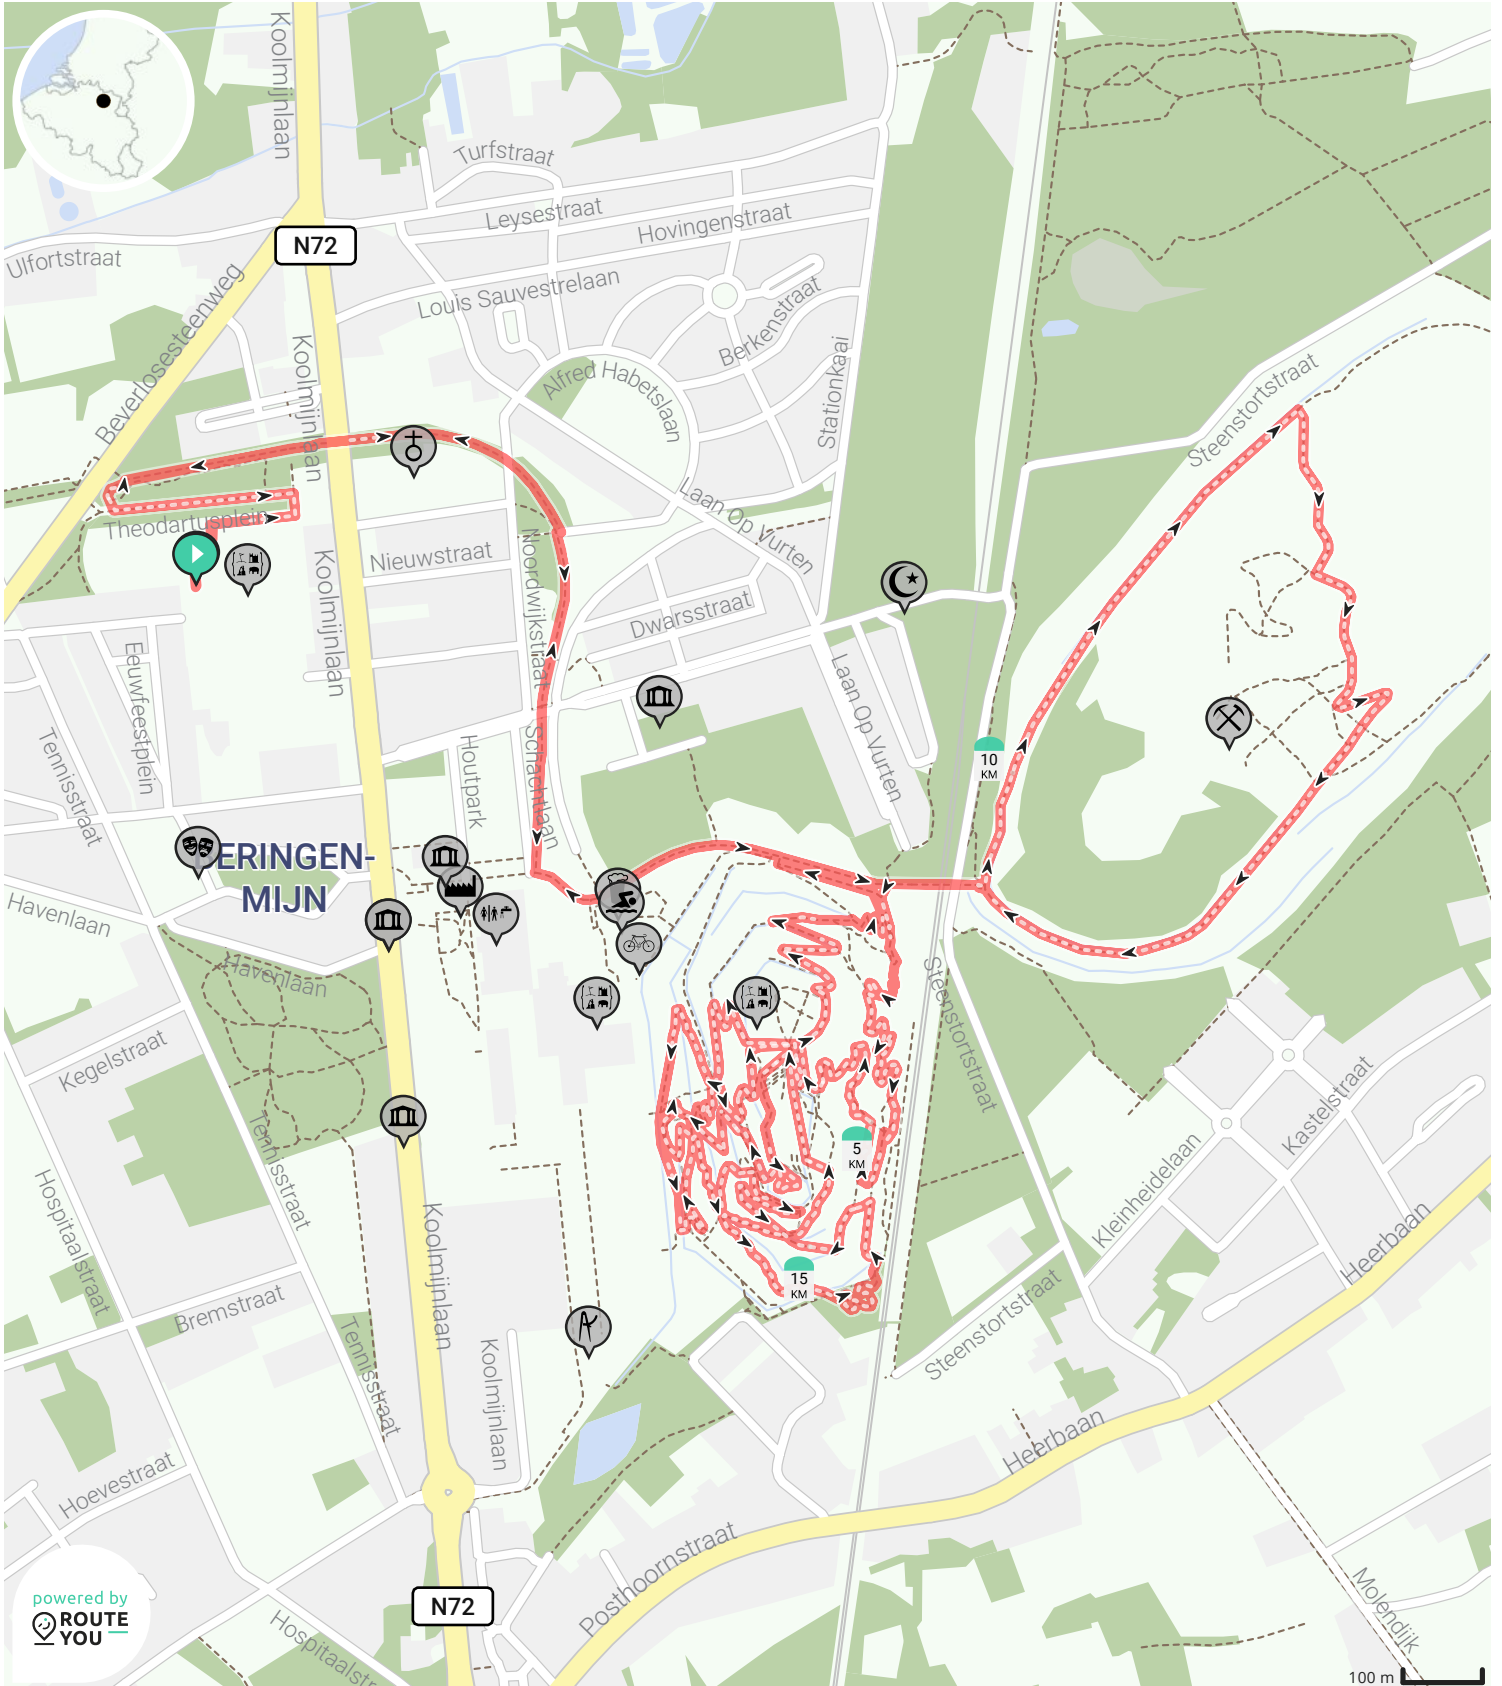 Koolmijnlaan
Turfstraat
Leysestraat
Hovingenstraat
N72
Ulfortstraat
Louis Sauvestrelaan
Beverlosesteenweg
Berkenstraat
Koolmijnlaan
Stationkaai
Alfred Habetslaan
Steenstortstraat
Laan Op Vurten
Theodartusplein
Nieuwstraat
Noordwijkstraat
Koolmijnlaan
Dwarsstraat
Eeuwfeestplein
Laan Op Vurten
Tennisstraat
Houtpark
Schachtlaan
10
KM
ERINGEN-
MIJN
Havenlaan
Havenlaan
Steenstortstraat
Kegelstraat
Kastelstraat
Tennisstraat
5
KM
Kleinheidelaan
Hospitaalstraat
Koolmijnlaan
Heerbaan
15
KM
Bremstraat
Steenstortstraat
Tennisstraat
Koolmijnlaan
Heerbaan
Hoevestraat
Posthoornstraat
Molendijk
powered by
ROUTE
YOU
N72
Hospitaalstr
100 m